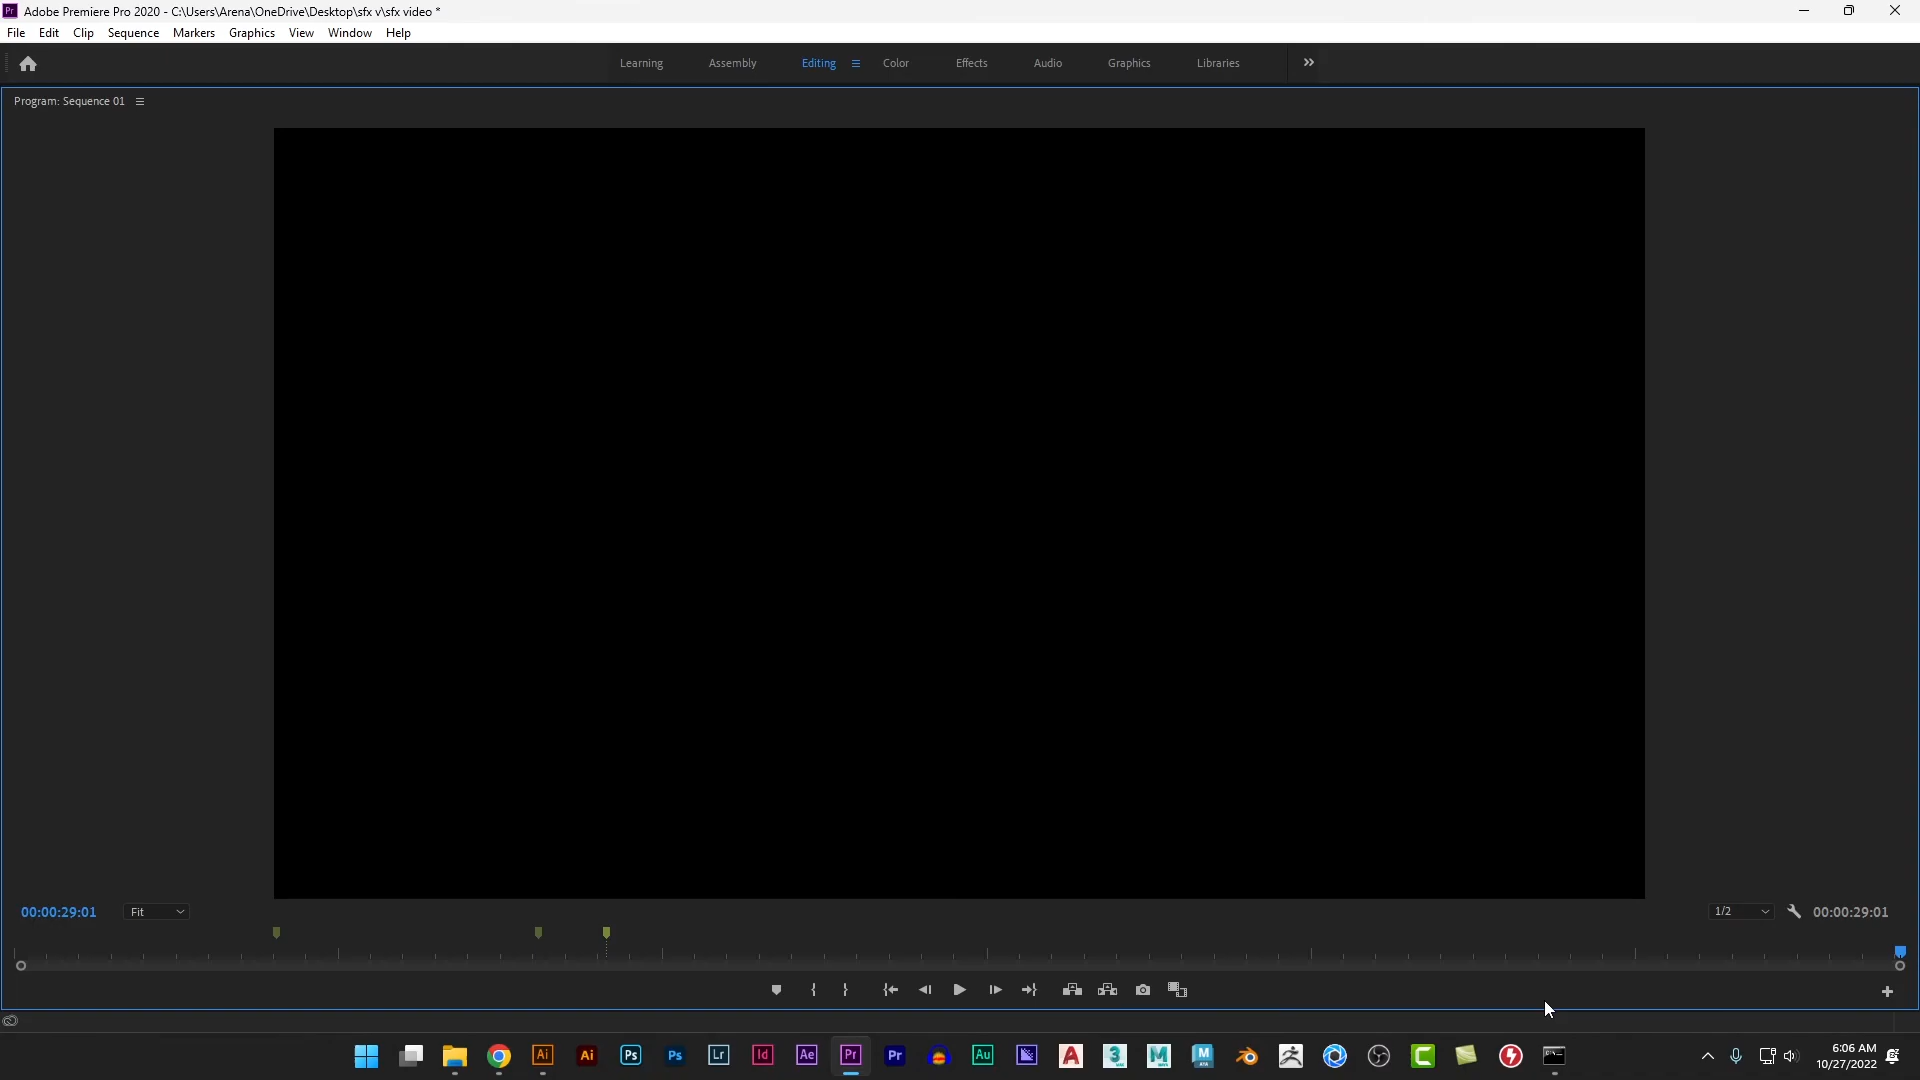 Pr Adobe Premiere Pro 2020 - C:\Users\Arena\OneDrive\Desktop\sfx v\sfx video *
File Edit Clip Sequence Markers Graphics View Window Help
Learning Assembly Editing Color Effects Audio Graphics Libraries
Program: Sequence 01
00:00:29:01 Fit 1/2 00:00:29:01
Ai Ai Ps Ps Lr Id Ae Pr Pr Au A 3 M M C 6:06 AM
10/27/2022